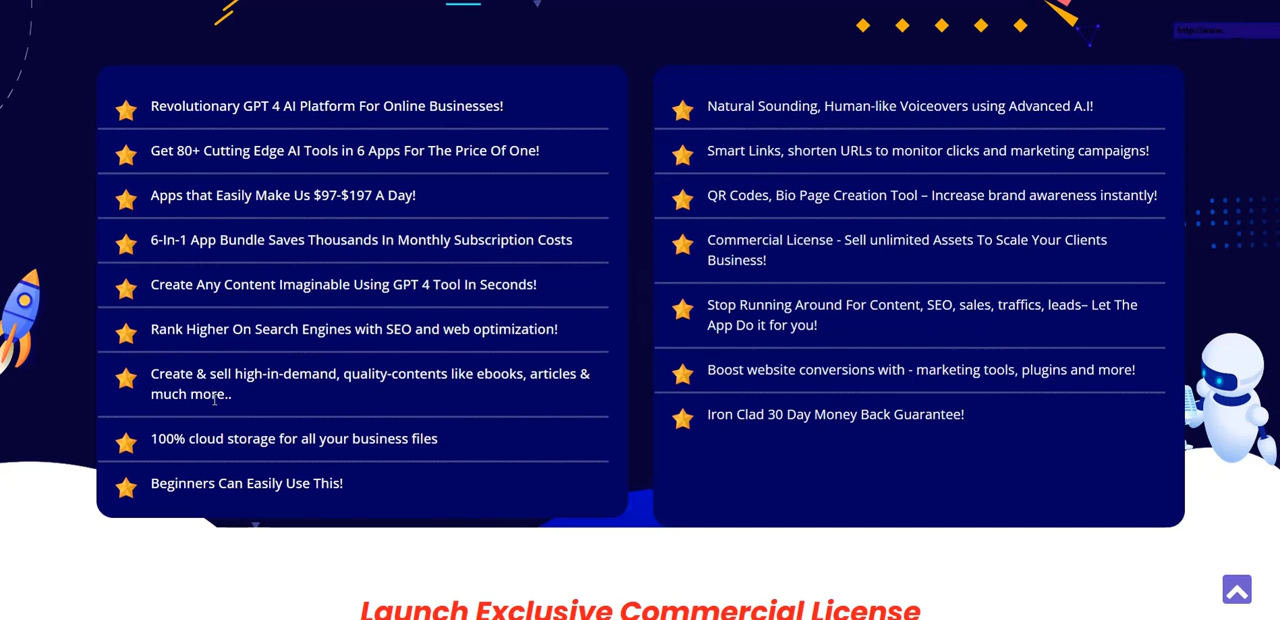 Revolutionary GPT 4 AI Platform For Online Businesses!
Get 80+ Cutting Edge AI Tools in 6 Apps For The Price Of One!
Apps that Easily Make Us $97-$197 A Day!
6-In-1 App Bundle Saves Thousands In Monthly Subscription Costs
Create Any Content Imaginable Using GPT 4 Tool In Seconds!
Rank Higher On Search Engines with SEO and web optimization!
Create & sell high-in-demand, quality-contents like ebooks, articles &
much more..
100% cloud storage for all your business files
Beginners Can Easily Use This!
Natural Sounding, Human-like Voiceovers using Advanced A.I!
Smart Links, shorten URLs to monitor clicks and marketing campaigns!
QR Codes, Bio Page Creation Tool – Increase brand awareness instantly!
Commercial License - Sell unlimited Assets To Scale Your Clients
Business!
Stop Running Around For Content, SEO, sales, traffics, leads– Let The
App Do it for you!
Boost website conversions with - marketing tools, plugins and more!
Iron Clad 30 Day Money Back Guarantee!
Launch Exclusive Commercial License